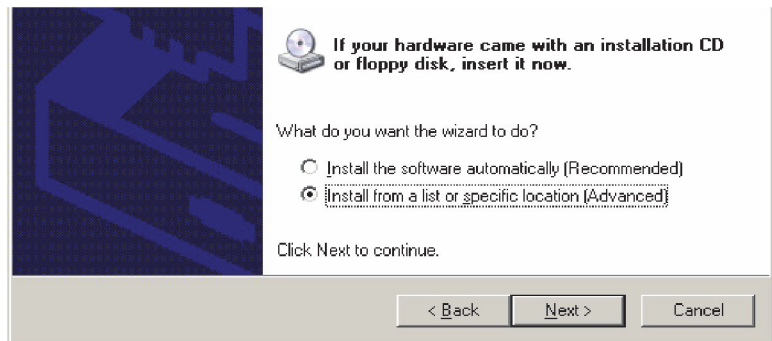 If your hardware came with an installation CD
or floppy disk, insert it now.
What do you want the wizard to do?
Install the software automatically (Recommended)
Install from a list or specific location (Advanced)
Click Next to continue.
< Back
Next >
Cancel